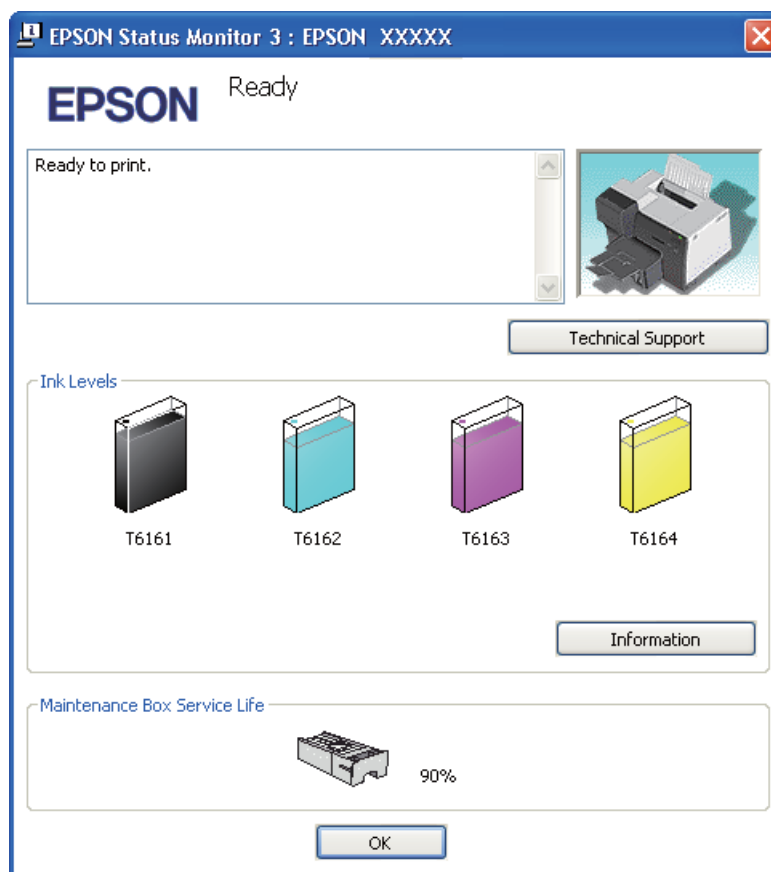 EPSON Status Monitor 3 : EPSON XXXXX
EPSON
Ready
Ready to print.
Technical Support
Ink Levels
T6161
T6162
T6163
T6164
Information
Maintenance Box Service Life
90%
OK